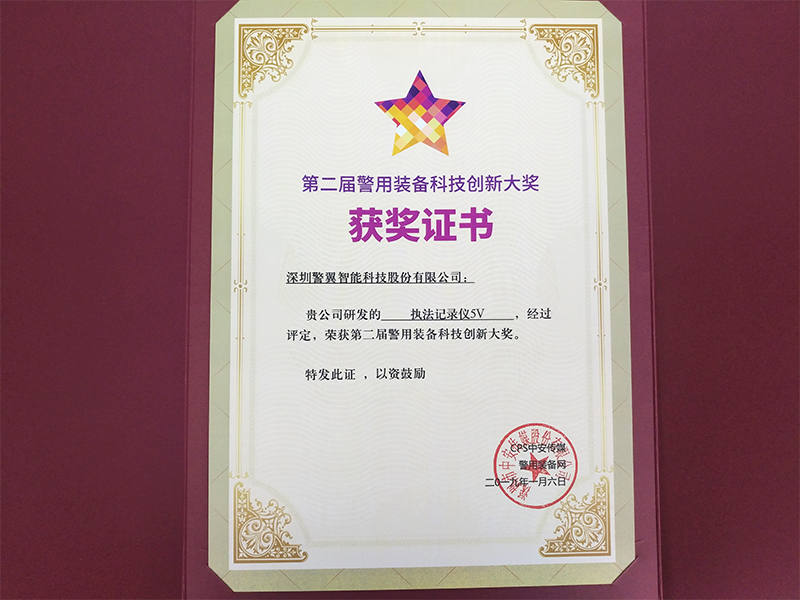 第二届警用装备科技创新大奖
获奖证书
深圳警翼智能科技股份有限公司：
贵公司研发的 执法记录仪5V ，经过
评定，荣获第二届警用装备科技创新大奖。
特发此证 ，以资鼓励
CPS中安传媒
警用装备网
二〇一九年一月六日